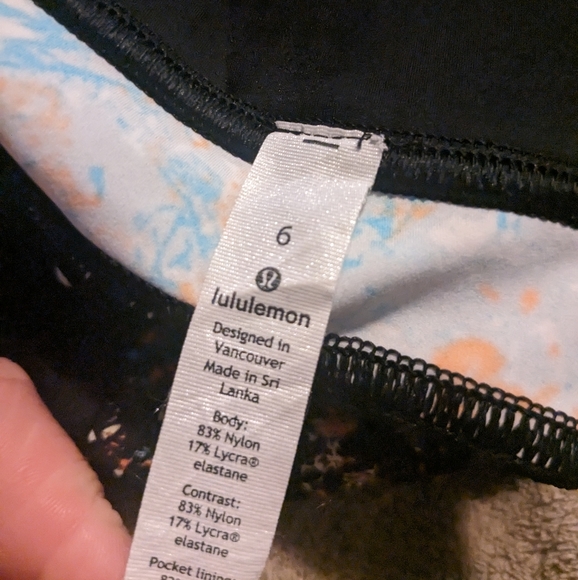 6
lululemon
Designed in
Vancouver
Made in Sri
Lanka
Body:
83% Nylon
17% Lycra®
elastane
Contrast:
83% Nylon
17% Lycra®
elastane
Pocket lining: